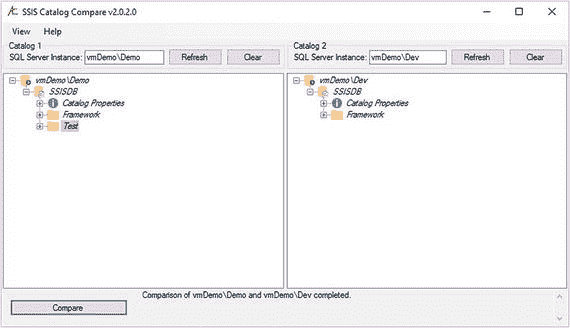 SSIS Catalog Compare v2.0.2.0
View Help
Catalog 1
SQL Server Instance: vmDemo\Demo Refresh Clear
Catalog 2
SQL Server Instance: vmDemo\Dev Refresh Clear
vmDemo\Demo
SSISDB
Catalog Properties
Framework
Test
vmDemo\Dev
SSISDB
Catalog Properties
Framework
Compare
Comparison of vmDemo\Demo and vmDemo\Dev completed.